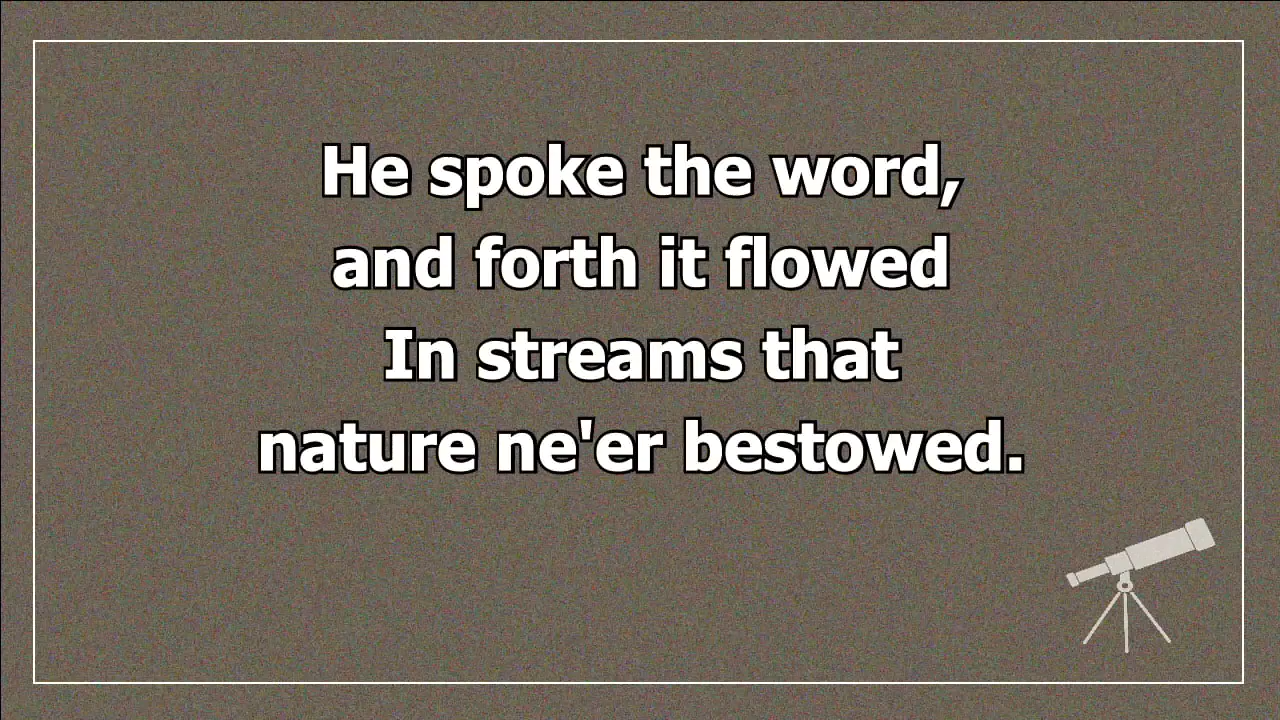 He spoke the word,
and forth it flowed
In streams that
nature ne'er bestowed.